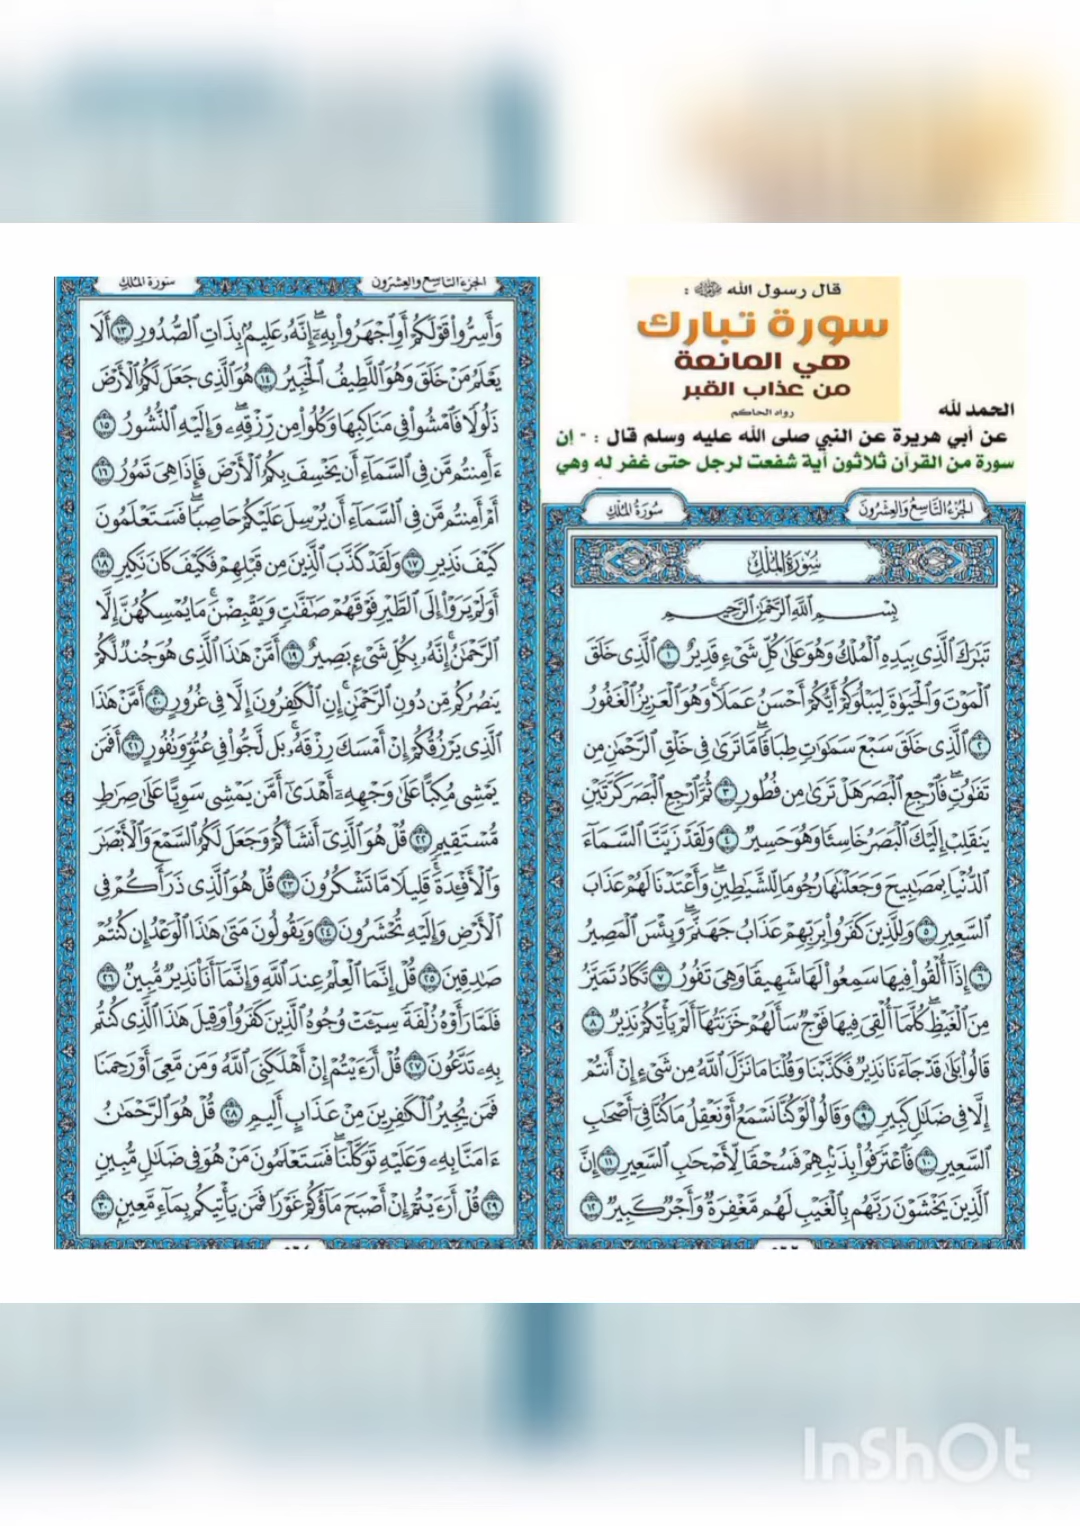 قال رسول الله ﷺ :
سورة تبارك
هي المانعة
من عذاب القبر
رواه الحاكم
الحمد لله
عن أبي هريرة عن النبي صلى الله عليه وسلم قال : " إن
سورة من القرآن ثلاثون آية شفعت لرجل حتى غفر له وهي
الجزء التاسع والعشرون
سورة الملك
سورة الملك
بسم الله الرحمن الرحيم
تَبَٰرَكَ ٱلَّذِى بِيَدِهِ ٱلْمُلْكُ وَهُوَ عَلَىٰ كُلِّ شَىْءٍ قَدِيرٌ ١ ٱلَّذِى خَلَقَ
ٱلْمَوْتَ وَٱلْحَيَوٰةَ لِيَبْلُوَكُمْ أَيُّكُمْ أَحْسَنُ عَمَلًا ۚ وَهُوَ ٱلْعَزِيزُ ٱلْغَفُورُ
٢ ٱلَّذِى خَلَقَ سَبْعَ سَمَٰوَٰتٍ طِبَاقًا ۖ مَّا تَرَىٰ فِى خَلْقِ ٱلرَّحْمَٰنِ مِن
تَفَٰوُتٍ ۖ فَٱرْجِعِ ٱلْبَصَرَ هَلْ تَرَىٰ مِن فُطُورٍ ٣ ثُمَّ ٱرْجِعِ ٱلْبَصَرَ كَرَّتَيْنِ
يَنقَلِبْ إِلَيْكَ ٱلْبَصَرُ خَاسِئًا وَهُوَ حَسِيرٌ ٤ وَلَقَدْ زَيَّنَّا ٱلسَّمَآءَ
ٱلدُّنْيَا بِمَصَٰبِيحَ وَجَعَلْنَٰهَا رُجُومًا لِّلشَّيَٰطِينِ ۖ وَأَعْتَدْنَا لَهُمْ عَذَابَ
ٱلسَّعِيرِ ٥ وَلِلَّذِينَ كَفَرُوا۟ بِرَبِّهِمْ عَذَابُ جَهَنَّمَ ۖ وَبِئْسَ ٱلْمَصِيرُ
٦ إِذَآ أُلْقُوا۟ فِيهَا سَمِعُوا۟ لَهَا شَهِيقًا وَهِىَ تَفُورُ ٧ تَكَادُ تَمَيَّزُ
مِنَ ٱلْغَيْظِ ۖ كُلَّمَآ أُلْقِىَ فِيهَا فَوْجٌ سَأَلَهُمْ خَزَنَتُهَآ أَلَمْ يَأْتِكُمْ نَذِيرٌ ٨
قَالُوا۟ بَلَىٰ قَدْ جَآءَنَا نَذِيرٌ فَكَذَّبْنَا وَقُلْنَا مَا نَزَّلَ ٱللَّهُ مِن شَىْءٍ إِنْ أَنتُمْ
إِلَّا فِى ضَلَٰلٍ كَبِيرٍ ٩ وَقَالُوا۟ لَوْ كُنَّا نَسْمَعُ أَوْ نَعْقِلُ مَا كُنَّا فِىٓ أَصْحَٰبِ
ٱلسَّعِيرِ ١٠ فَٱعْتَرَفُوا۟ بِذَنۢبِهِمْ فَسُحْقًا لِّأَصْحَٰبِ ٱلسَّعِيرِ ١١ إِنَّ
ٱلَّذِينَ يَخْشَوْنَ رَبَّهُم بِٱلْغَيْبِ لَهُم مَّغْفِرَةٌ وَأَجْرٌ كَبِيرٌ ١٢
الجزء التاسع والعشرون
سورة الملك
وَأَسِرُّوا۟ قَوْلَكُمْ أَوِ ٱجْهَرُوا۟ بِهِۦٓ ۖ إِنَّهُۥ عَلِيمٌۢ بِذَاتِ ٱلصُّدُورِ ١٣ أَلَا
يَعْلَمُ مَنْ خَلَقَ وَهُوَ ٱللَّطِيفُ ٱلْخَبِيرُ ١٤ هُوَ ٱلَّذِى جَعَلَ لَكُمُ ٱلْأَرْضَ
ذَلُولًا فَٱمْشُوا۟ فِى مَنَاكِبِهَا وَكُلُوا۟ مِن رِّزْقِهِۦ ۖ وَإِلَيْهِ ٱلنُّشُورُ ١٥
ءَأَمِنتُم مَّن فِى ٱلسَّمَآءِ أَن يَخْسِفَ بِكُمُ ٱلْأَرْضَ فَإِذَا هِىَ تَمُورُ ١٦
أَمْ أَمِنتُم مَّن فِى ٱلسَّمَآءِ أَن يُرْسِلَ عَلَيْكُمْ حَاصِبًا ۖ فَسَتَعْلَمُونَ
كَيْفَ نَذِيرِ ١٧ وَلَقَدْ كَذَّبَ ٱلَّذِينَ مِن قَبْلِهِمْ فَكَيْفَ كَانَ نَكِيرِ ١٨
أَوَلَمْ يَرَوْا۟ إِلَى ٱلطَّيْرِ فَوْقَهُمْ صَٰٓفَّٰتٍ وَيَقْبِضْنَ ۚ مَا يُمْسِكُهُنَّ إِلَّا
ٱلرَّحْمَٰنُ ۚ إِنَّهُۥ بِكُلِّ شَىْءٍۭ بَصِيرٌ ١٩ أَمَّنْ هَٰذَا ٱلَّذِى هُوَ جُندٌ لَّكُمْ
يَنصُرُكُم مِّن دُونِ ٱلرَّحْمَٰنِ ۚ إِنِ ٱلْكَٰفِرُونَ إِلَّا فِى غُرُورٍ ٢٠ أَمَّنْ هَٰذَا
ٱلَّذِى يَرْزُقُكُمْ إِنْ أَمْسَكَ رِزْقَهُۥ ۚ بَل لَّجُّوا۟ فِى عُتُوٍّ وَنُفُورٍ ٢١ أَفَمَن
يَمْشِى مُكِبًّا عَلَىٰ وَجْهِهِۦٓ أَهْدَىٰٓ أَمَّن يَمْشِى سَوِيًّا عَلَىٰ صِرَٰطٍ
مُّسْتَقِيمٍ ٢٢ قُلْ هُوَ ٱلَّذِىٓ أَنشَأَكُمْ وَجَعَلَ لَكُمُ ٱلسَّمْعَ وَٱلْأَبْصَٰرَ
وَٱلْأَفْـِٔدَةَ ۖ قَلِيلًا مَّا تَشْكُرُونَ ٢٣ قُلْ هُوَ ٱلَّذِى ذَرَأَكُمْ فِى
ٱلْأَرْضِ وَإِلَيْهِ تُحْشَرُونَ ٢٤ وَيَقُولُونَ مَتَىٰ هَٰذَا ٱلْوَعْدُ إِن كُنتُمْ
صَٰدِقِينَ ٢٥ قُلْ إِنَّمَا ٱلْعِلْمُ عِندَ ٱللَّهِ وَإِنَّمَآ أَنَا۠ نَذِيرٌ مُّبِينٌ ٢٦
فَلَمَّا رَأَوْهُ زُلْفَةً سِيٓـَٔتْ وُجُوهُ ٱلَّذِينَ كَفَرُوا۟ وَقِيلَ هَٰذَا ٱلَّذِى كُنتُم
بِهِۦ تَدَّعُونَ ٢٧ قُلْ أَرَءَيْتُمْ إِنْ أَهْلَكَنِىَ ٱللَّهُ وَمَن مَّعِىَ أَوْ رَحِمَنَا
فَمَن يُجِيرُ ٱلْكَٰفِرِينَ مِنْ عَذَابٍ أَلِيمٍ ٢٨ قُلْ هُوَ ٱلرَّحْمَٰنُ
ءَامَنَّا بِهِۦ وَعَلَيْهِ تَوَكَّلْنَا ۖ فَسَتَعْلَمُونَ مَنْ هُوَ فِى ضَلَٰلٍ مُّبِينٍ
٢٩ قُلْ أَرَءَيْتُمْ إِنْ أَصْبَحَ مَآؤُكُمْ غَوْرًا فَمَن يَأْتِيكُم بِمَآءٍ مَّعِينٍۭ ٣٠
InShOt